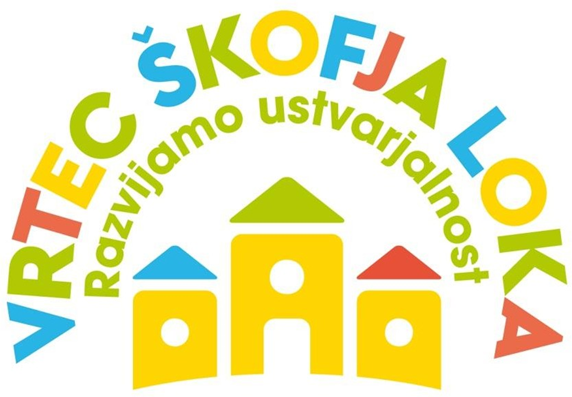 VRTEC ŠKOFJA LOKA
Razvijamo ustvarjalnost